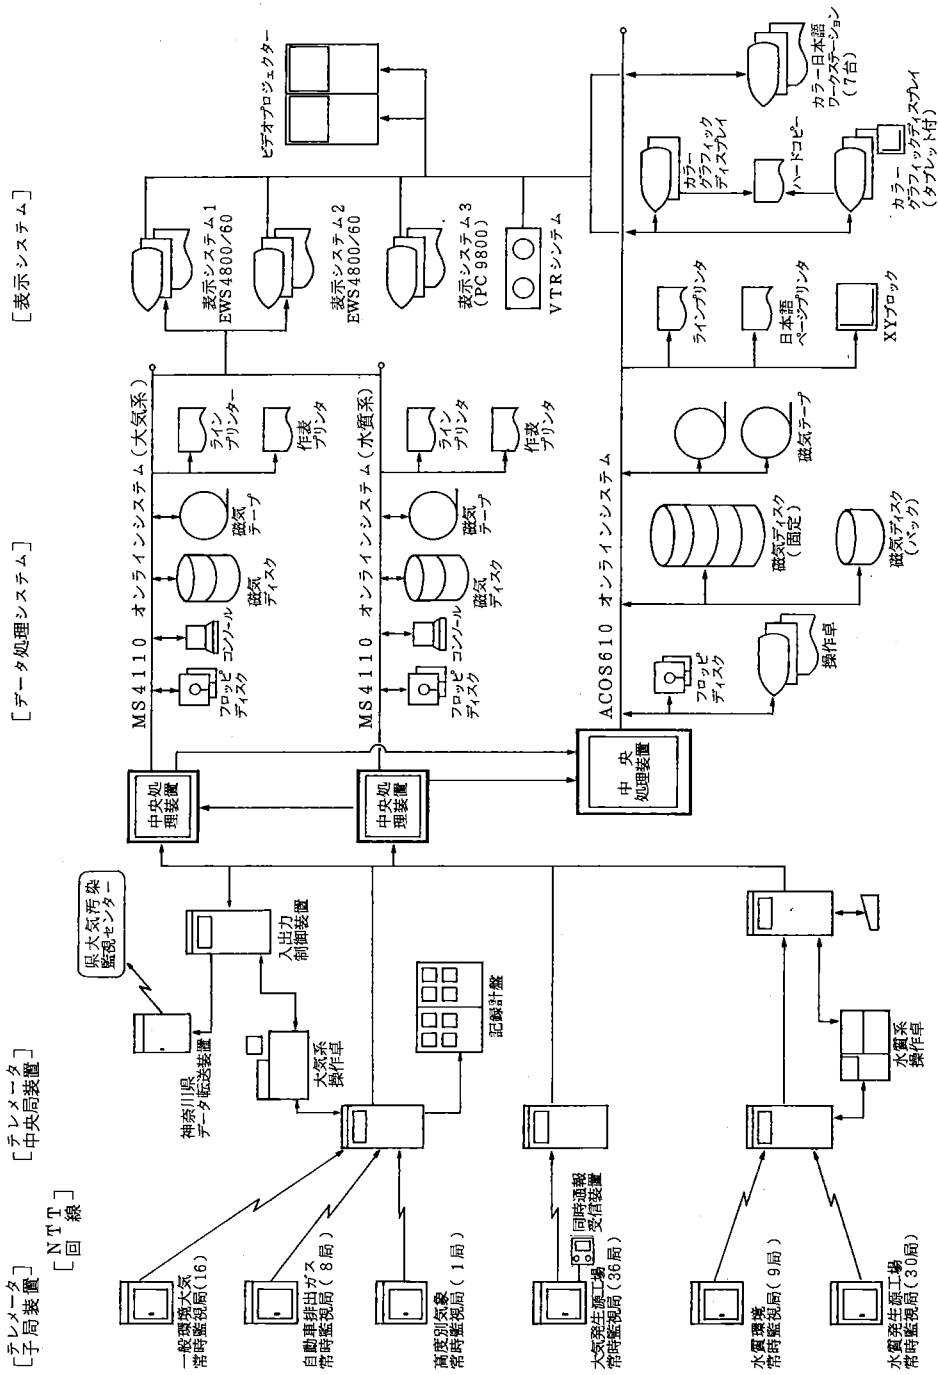 [テレメータ
子局装置]
[NTT
回 線]
[テレメータ
中央局装置]
[データ処理システム]
[表示システム]
一般環境大気
常時監視局(16)
自動車排出ガス
常時監視局(8局)
高度別気象
常時監視局(1局)
同時通報
受信装置
大気発生源工場
常時監視局(36局)
水質環境
常時監視局(9局)
水質発生源工場
常時監視局(30局)
県大気汚染
監視センター
神奈川県
データ転送装置
入出力
制御装置
大気系
操作卓
記録計盤
水質系
操作卓
中央処
理装置
中央処
理装置
中 央
処理装置
MS4110 オンラインシステム(大気系)
フロッピ
ディスク
コンソール
磁気
ディスク
磁気
テープ
ライン
プリンター
作表
プリンタ
MS4110 オンラインシステム(水質系)
フロッピ
ディスク
コンソール
磁気
ディスク
磁気
テープ
ライン
プリンタ
作表
プリンタ
ACOS610 オンラインシステム
フロッピ
ディスク
操作卓
磁気ディスク
(固定)
磁気ディスク
(パック)
磁気テープ
ラインプリンタ
日本語
ページプリンタ
XYブロック
表示システム1
EWS4800/60
表示システム2
EWS4800/60
表示システム3
(PC9800)
VTRシンテム
ビデオプロジェクター
カラー
グラフィック
ディスプレイ
ハードコピー
カラー
グラフィックディスプレイ
(タブレット付)
カラー日本語
ワークステーション
(7台)